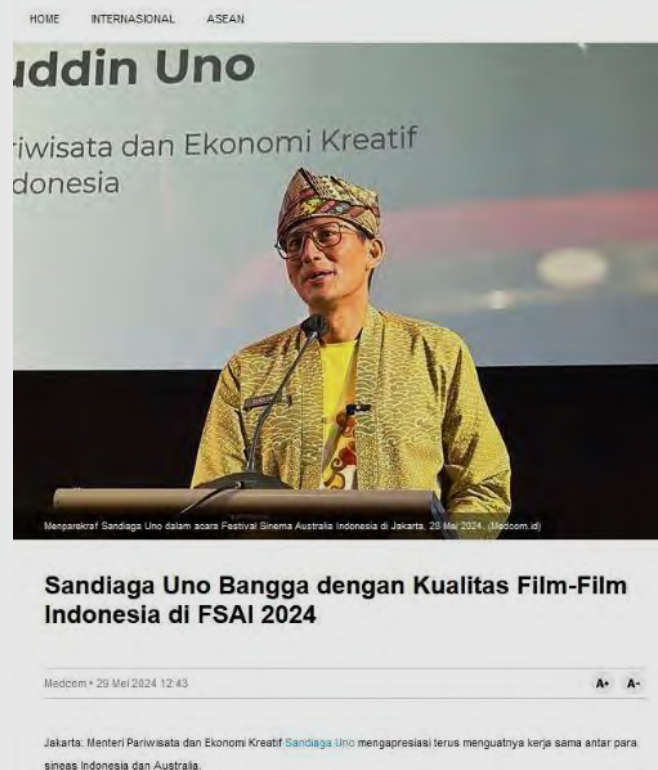 HOME INTERNASIONAL ASEAN
uddin Uno
riwisata dan Ekonomi Kreatif
donesia
Menparekraf Sandiaga Uno dalam acara Festival Sinema Australia Indonesia di Jakarta, 28 Mei 2024. (Medcom.id)
Sandiaga Uno Bangga dengan Kualitas Film-Film
Indonesia di FSAI 2024
Medcom • 29 Mei 2024 12:43 A+ A-
Jakarta: Menteri Pariwisata dan Ekonomi Kreatif Sandiaga Uno mengapresiasi terus menguatnya kerja sama antar para
sineas Indonesia dan Australia.